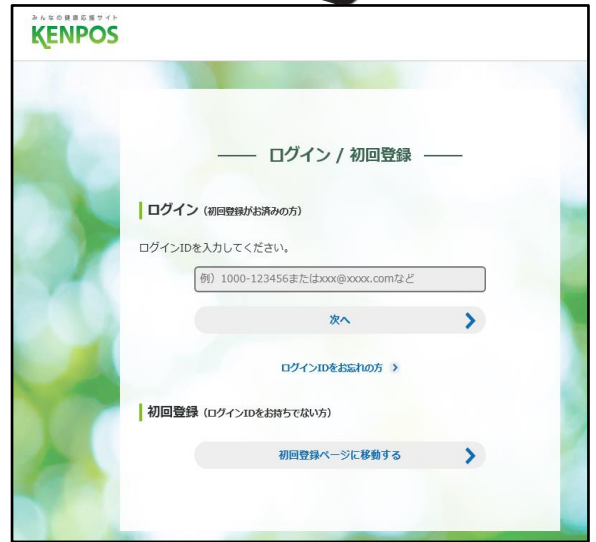 みんなの健康応援サイト
KENPOS
ログイン / 初回登録
ログイン（初回登録がお済みの方）
ログインIDを入力してください。
例）1000-123456またはxxx@xxxx.comなど
次へ
ログインIDをお忘れの方
初回登録（ログインIDをお持ちでない方）
初回登録ページに移動する